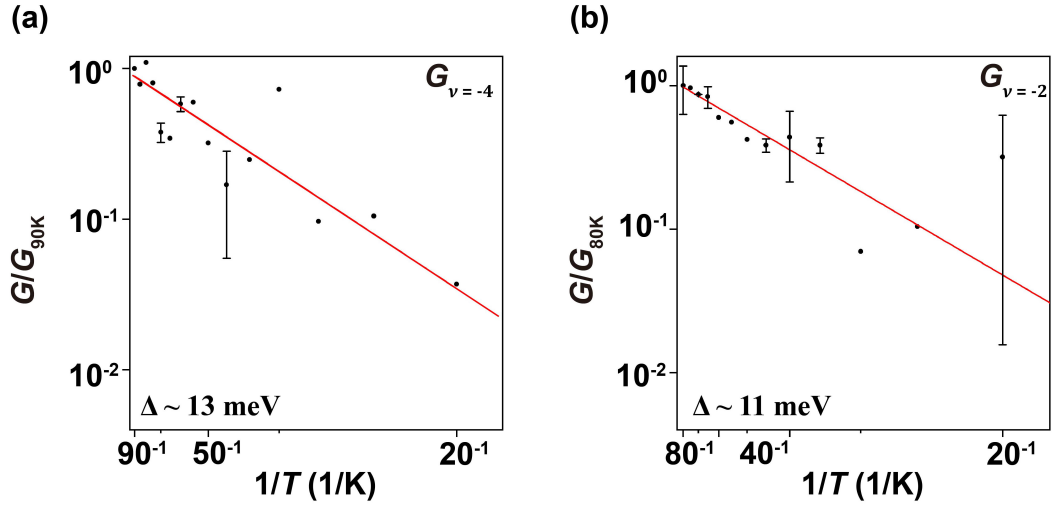 (a)
G_ν = -4
10^0
10^-1
10^-2
G/G_90K
Δ ~ 13 meV
90^-1 50^-1 20^-1
1/T (1/K)
(b)
G_ν = -2
10^0
10^-1
10^-2
G/G_80K
Δ ~ 11 meV
80^-1 40^-1 20^-1
1/T (1/K)